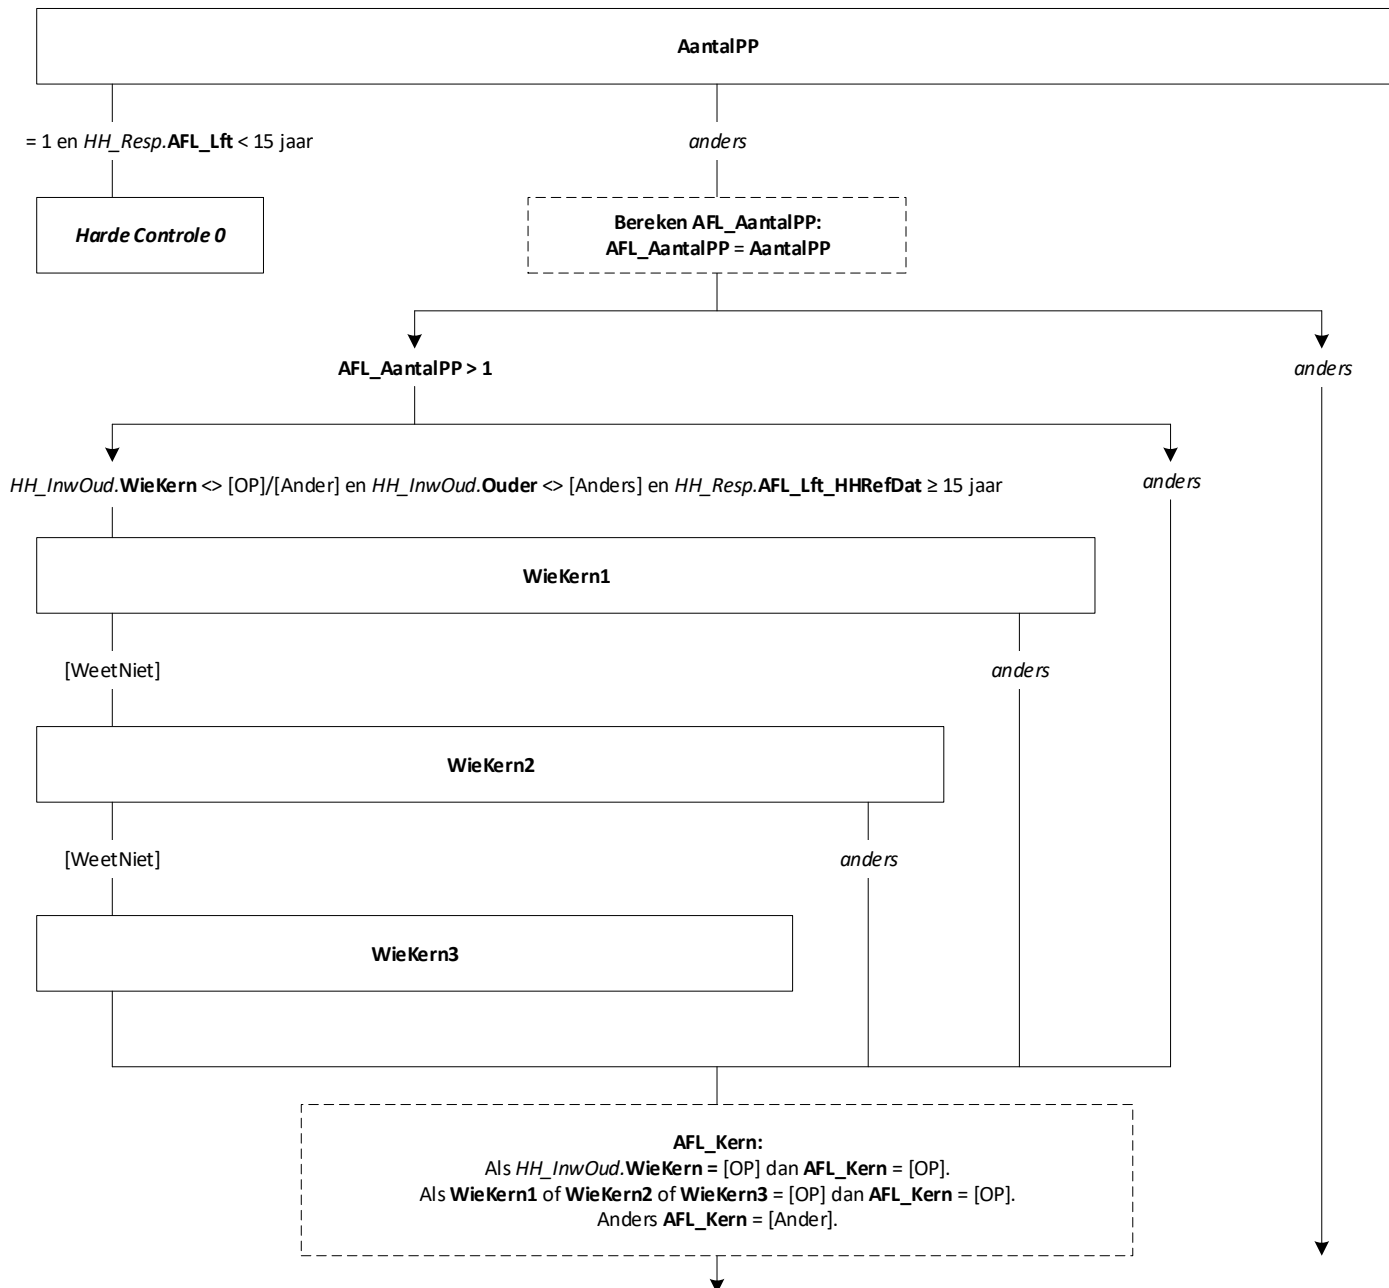 AantalPP
= 1 en HH_Resp.AFL_Lft < 15 jaar
anders
Harde Controle 0
Bereken AFL_AantalPP:
AFL_AantalPP = AantalPP
AFL_AantalPP > 1
anders
HH_InwOud.WieKern <> [OP]/[Ander] en HH_InwOud.Ouder <> [Anders] en HH_Resp.AFL_Lft_HHRefDat ≥ 15 jaar
anders
WieKern1
[WeetNiet]
anders
WieKern2
[WeetNiet]
anders
WieKern3
AFL_Kern:
Als HH_InwOud.WieKern = [OP] dan AFL_Kern = [OP].
Als WieKern1 of WieKern2 of WieKern3 = [OP] dan AFL_Kern = [OP].
Anders AFL_Kern = [Ander].